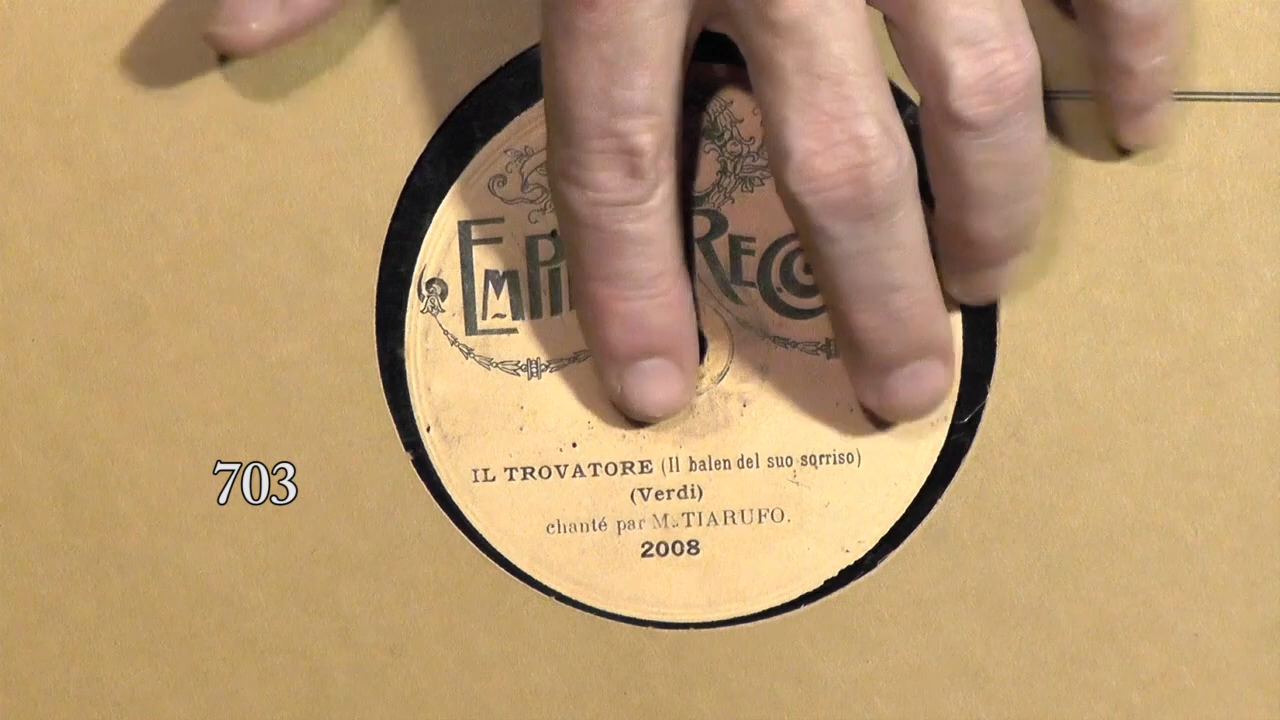 IL TROVATORE (Il balen del suo sorriso)
(Verdi)
chanté par M. TIARUFO.
2008
703